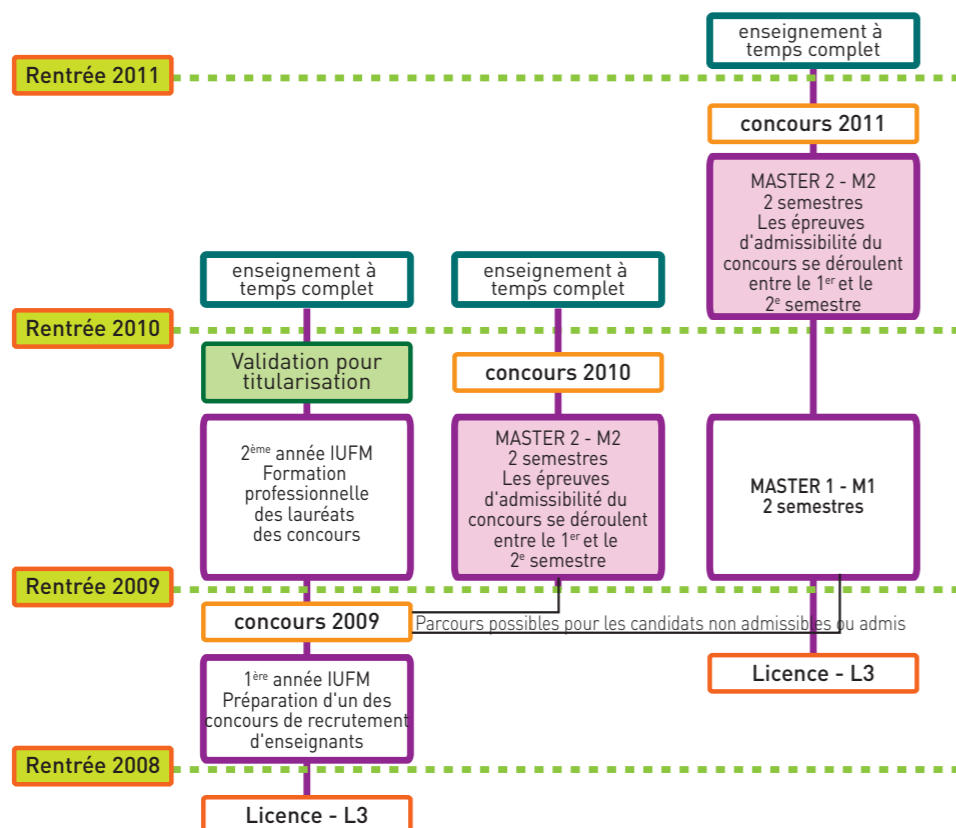 enseignement à
temps complet
Rentrée 2011
concours 2011
MASTER 2 - M2
2 semestres
Les épreuves
d'admissibilité du
concours se déroulent
entre le 1er et le
2e semestre
enseignement à
temps complet
enseignement à
temps complet
Rentrée 2010
Validation pour
titularisation
concours 2010
2ème année IUFM
Formation
professionnelle
des lauréats
des concours
MASTER 2 - M2
2 semestres
Les épreuves
d'admissibilité du
concours se déroulent
entre le 1er et le
2e semestre
MASTER 1 - M1
2 semestres
Rentrée 2009
concours 2009
Parcours possibles pour les candidats non admissibles ou admis
1ère année IUFM
Préparation d'un des
concours de recrutement
d'enseignants
Licence - L3
Rentrée 2008
Licence - L3